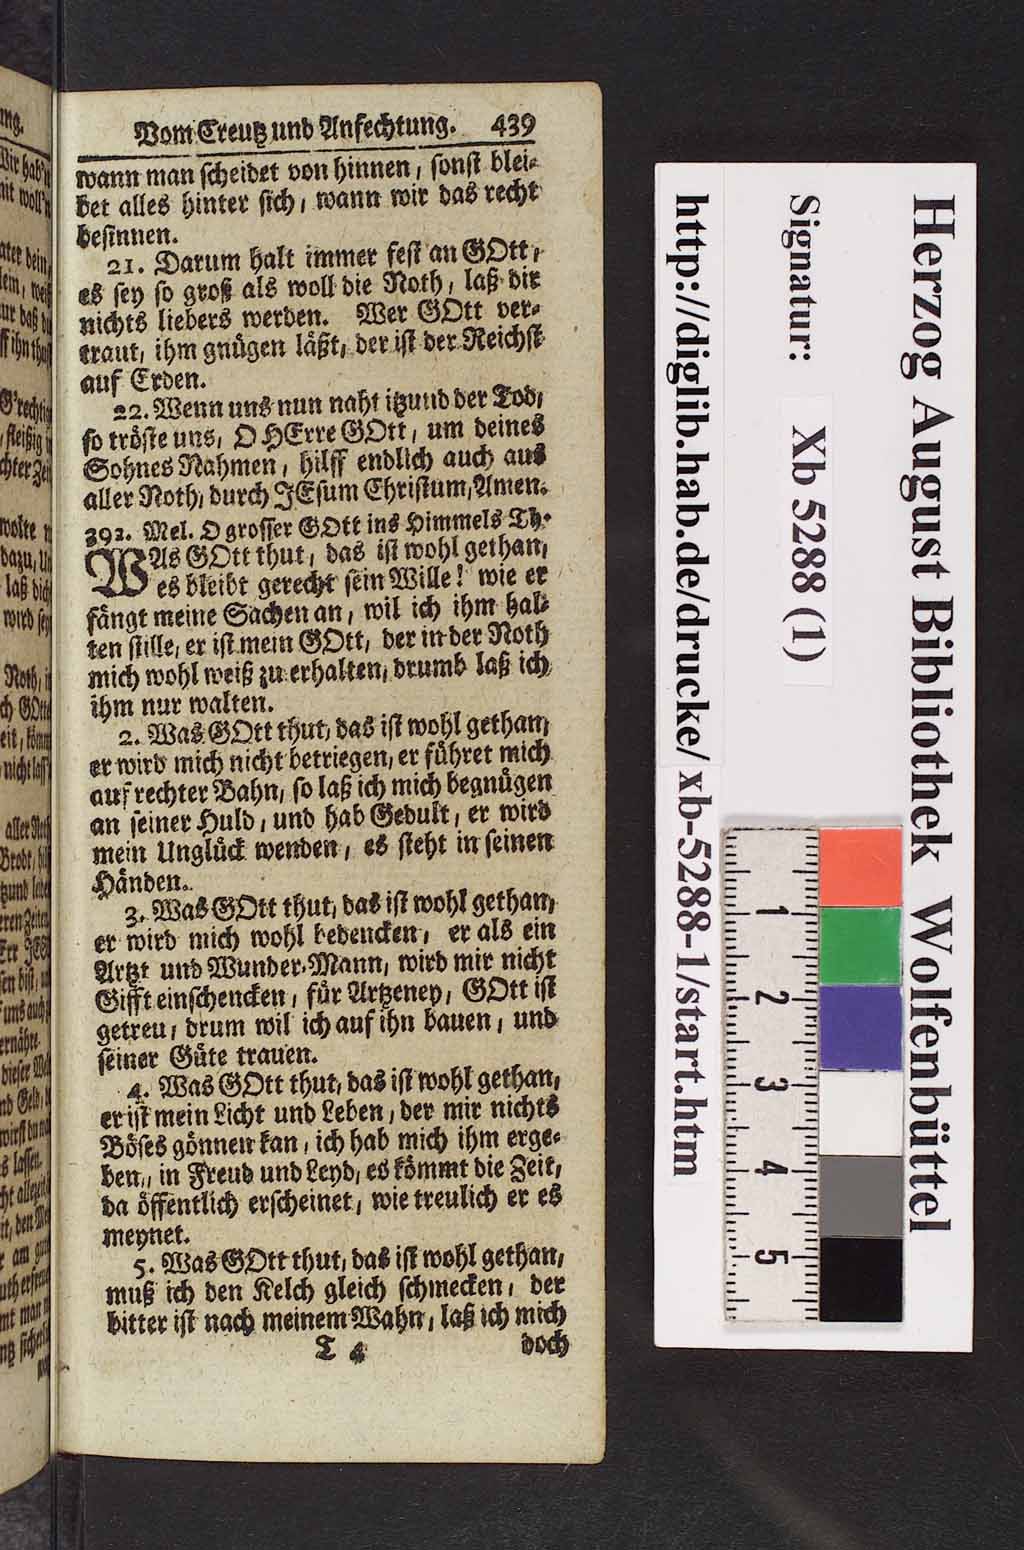 Vom Creutz und Anfechtung. 439
wann man scheidet von hinnen, sonst blei-
bet alles hinter sich, wann wir das recht
besinnen.
21. Darum halt immer fest an GOtt,
es sey so groß als woll die Noth, laß dir
nichts liebers werden. Wer GOtt ver-
traut, ihm gnügen läßt, der ist der Reichst
auf Erden.
22. Wenn uns nun naht itzund der Tod,
so tröste uns, O HErre GOtt, um deines
Sohnes Nahmen, hilff endlich auch aus
aller Noth, durch JEsum Christum, Amen.
392. Mel. O grosser GOtt ins Himmels Th.
WAs GOtt thut, das ist wohl gethan,
es bleibt gerecht sein Wille! wie er
fängt meine Sachen an, wil ich ihm hal-
ten stille, er ist mein GOtt, der in der Noth
mich wohl weiß zu erhalten, drumb laß ich
ihm nur walten.
2. Was GOtt thut, das ist wohl gethan,
er wird mich nicht betriegen, er führet mich
auf rechter Bahn, so laß ich mich begnügen
an seiner Huld, und hab Gedult, er wird
mein Unglück wenden, es steht in seinen
Händen.
3. Was GOtt thut, das ist wohl gethan,
er wird mich wohl bedencken, er als ein
Artzt und Wunder-Mann, wird mir nicht
Gifft einschencken, für Artzeney, GOtt ist
getreu, drum wil ich auf ihn bauen, und
seiner Güte trauen.
4. Was GOtt thut, das ist wohl gethan,
er ist mein Licht und Leben, der mir nichts
Böses gönnen kan, ich hab mich ihm erge-
ben, in Freud und Leyd, es kömmt die Zeit,
da öffentlich erscheinet, wie treulich er es
meynet.
5. Was GOtt thut, das ist wohl gethan,
muß ich den Kelch gleich schmecken, der
bitter ist nach meinem Wahn, laß ich mich
T 4 doch
Herzog August Bibliothek Wolfenbüttel
Signatur: Xb 5288 (1)
http://diglib.hab.de/drucke/ xb-5288-1/start.htm
1
2
3
4
5